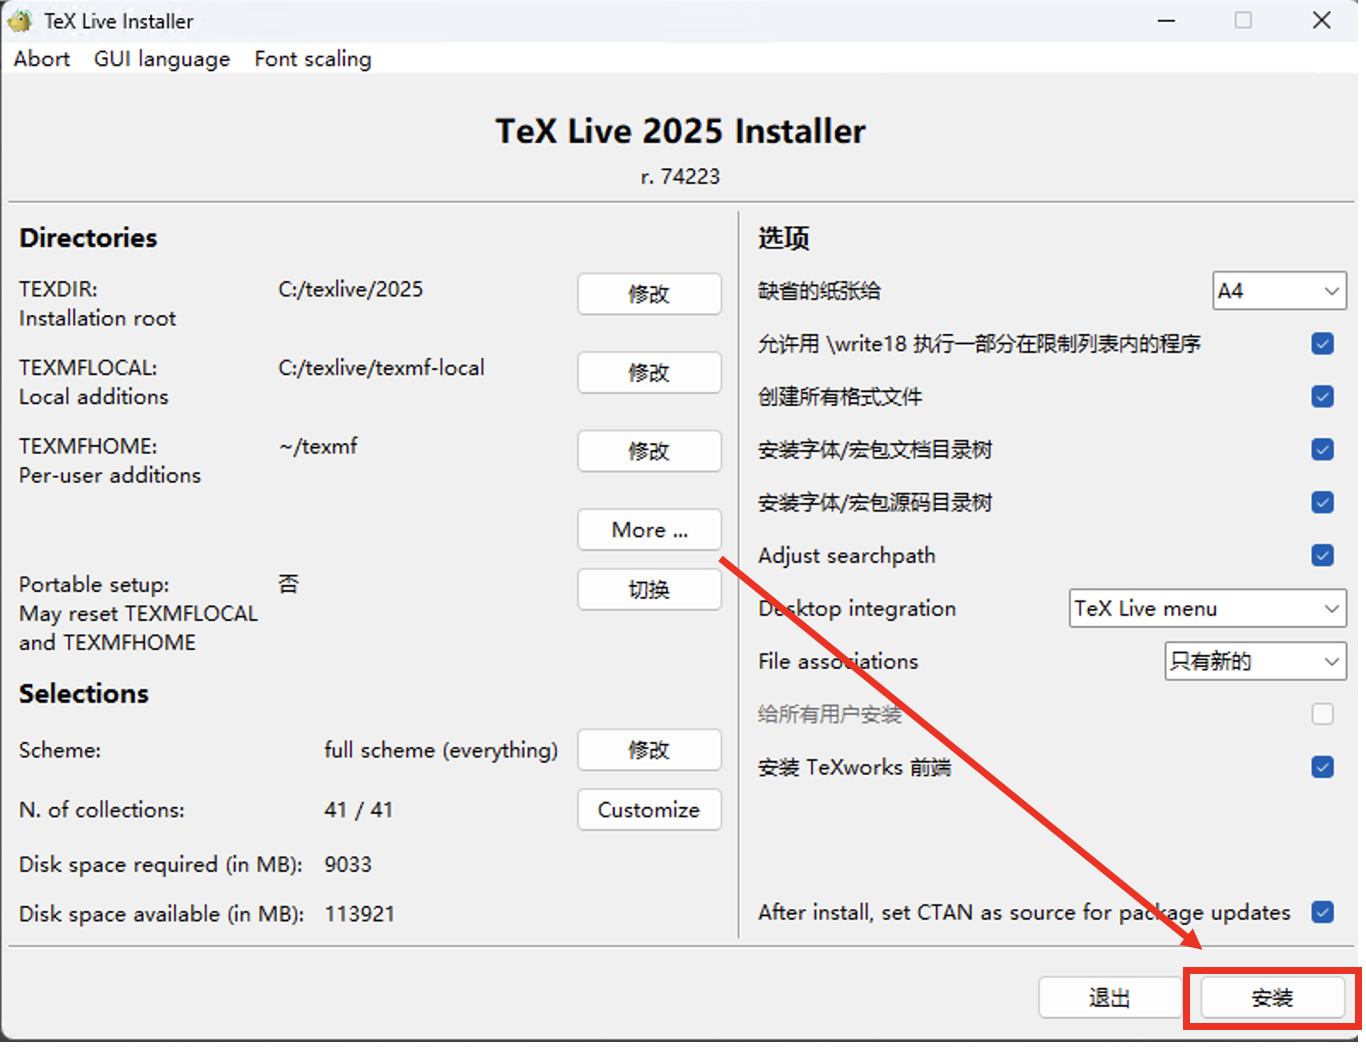 TeX Live Installer
Abort GUI language Font scaling
TeX Live 2025 Installer
r. 74223
Directories
TEXDIR: C:/texlive/2025 修改
Installation root
TEXMFLOCAL: C:/texlive/texmf-local 修改
Local additions
TEXMFHOME: ~/texmf 修改
Per-user additions
More ...
Portable setup: 否 切换
May reset TEXMFLOCAL
and TEXMFHOME
Selections
Scheme: full scheme (everything) 修改
N. of collections: 41 / 41 Customize
Disk space required (in MB): 9033
Disk space available (in MB): 113921
选项
缺省的纸张给 A4
允许用 \write18 执行一部分在限制列表内的程序
创建所有格式文件
安装字体/宏包文档目录树
安装字体/宏包源码目录树
Adjust searchpath
Desktop integration TeX Live menu
File associations 只有新的
给所有用户安装
安装 TeXworks 前端
After install, set CTAN as source for package updates
退出 安装